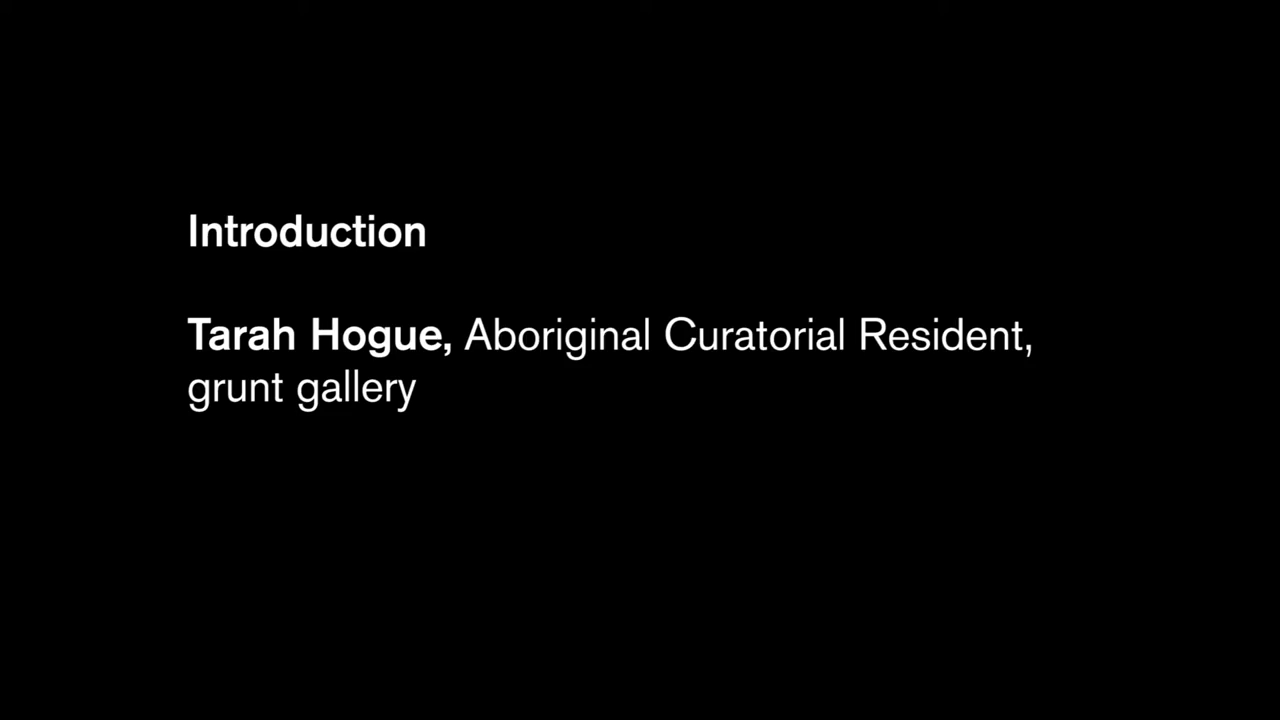 Introduction
Tarah Hogue, Aboriginal Curatorial Resident,
grunt gallery